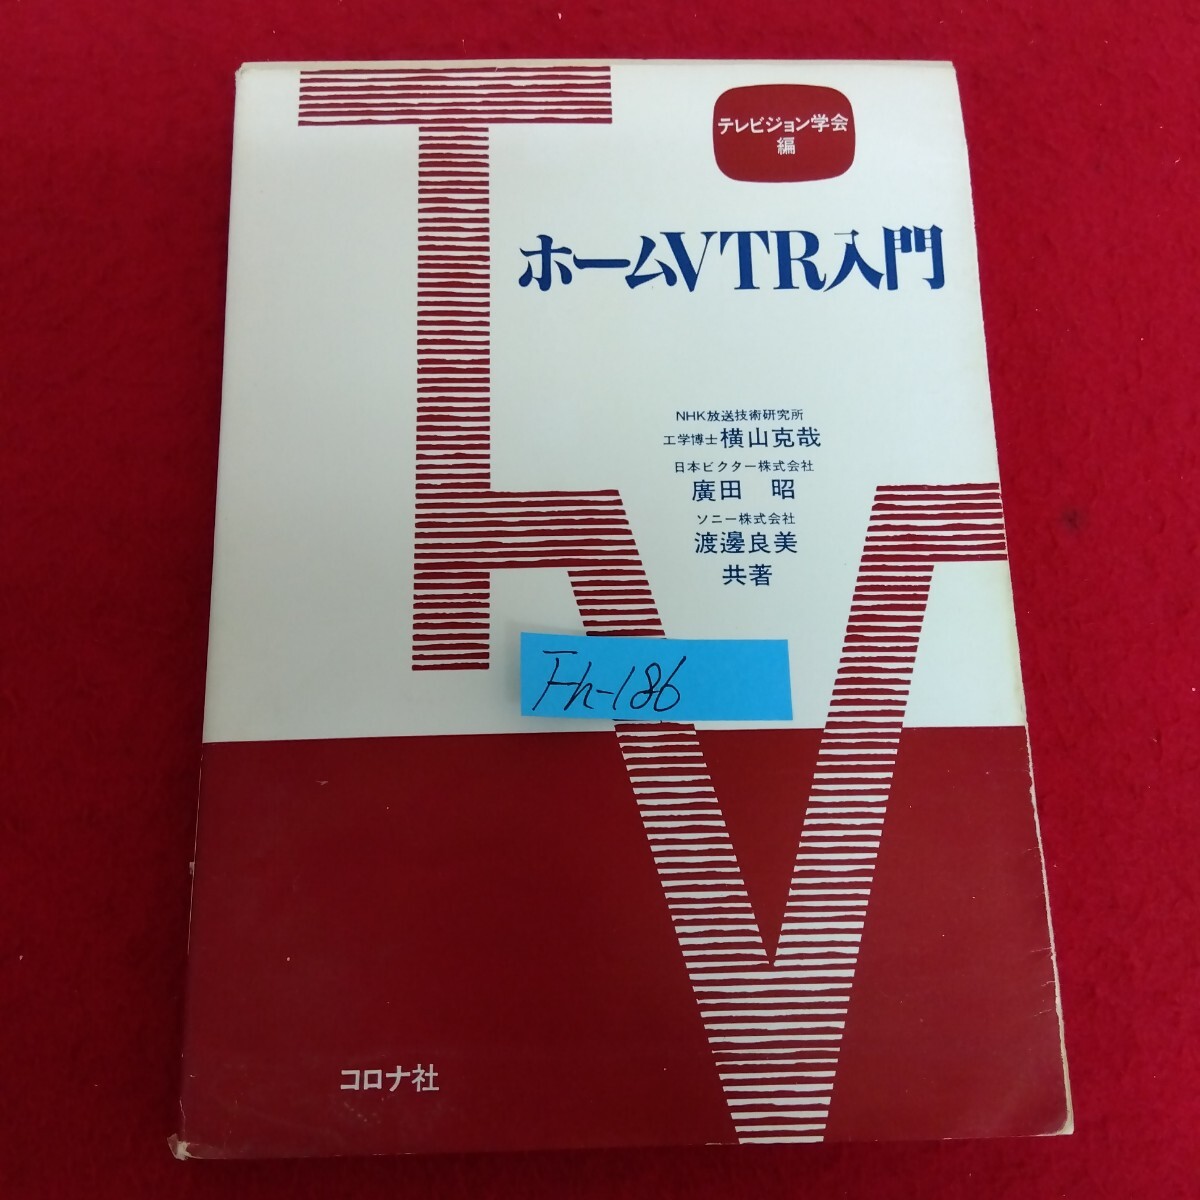 テレビジョン学会
編
ホームVTR入門
NHK放送技術研究所
工学博士 横山克哉
日本ビクター株式会社
廣田 昭
ソニー株式会社
渡邊良美
共著
Fh-186
コロナ社